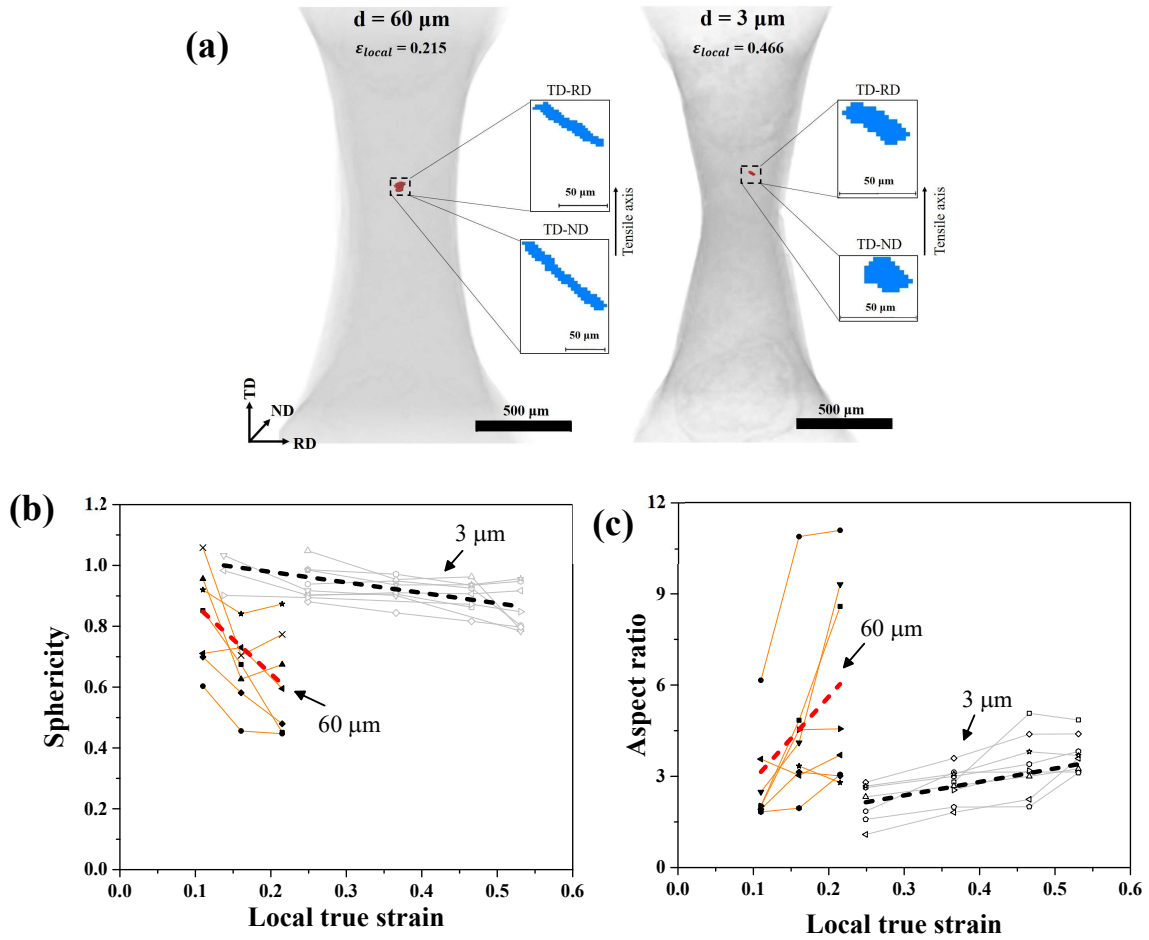 (a)
d = 60 µm
ε_local = 0.215
TD-RD
50 µm
TD-ND
50 µm
Tensile axis
TD
ND
RD
500 µm
d = 3 µm
ε_local = 0.466
TD-RD
50 µm
TD-ND
50 µm
Tensile axis
500 µm
(b)
Sphericity
1.2
1.0
0.8
0.6
0.4
0.2
0.0
3 µm
60 µm
0.0 0.1 0.2 0.3 0.4 0.5 0.6
Local true strain
(c)
Aspect ratio
12
9
6
3
0
60 µm
3 µm
0.0 0.1 0.2 0.3 0.4 0.5 0.6
Local true strain